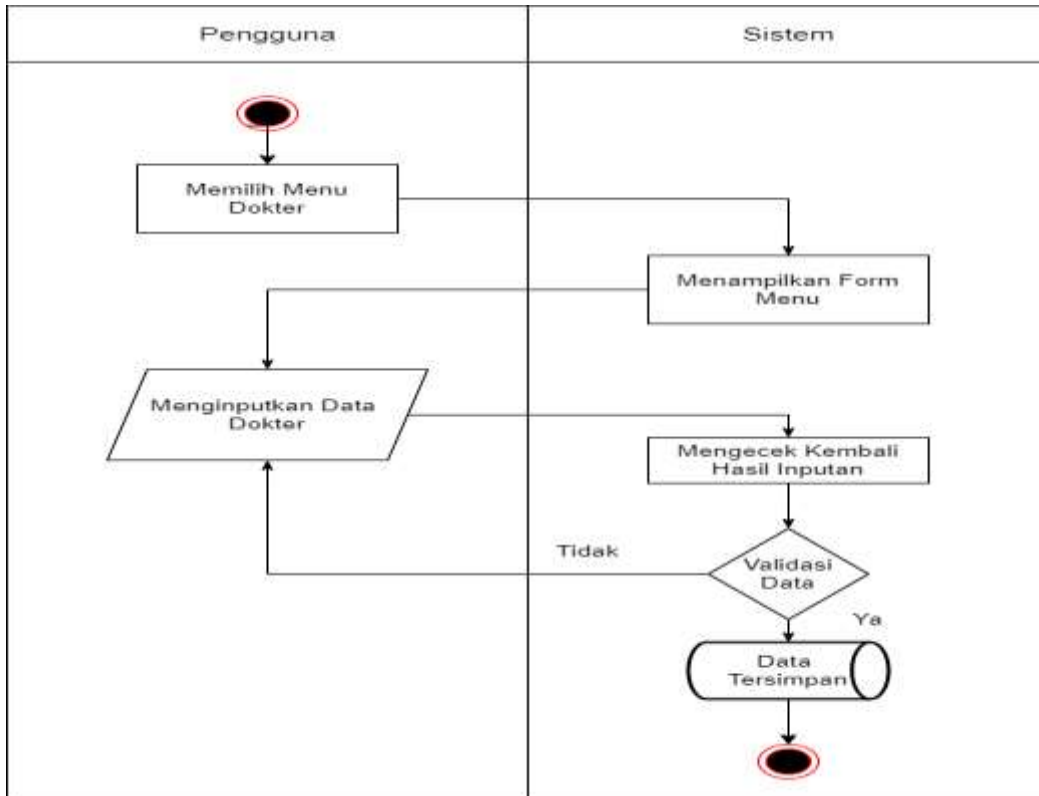 Pengguna
Sistem
Memilih Menu
Dokter
Menampilkan Form
Menu
Menginputkan Data
Dokter
Mengecek Kembali
Hasil Inputan
Tidak
Validasi
Data
Ya
Data
Tersimpan